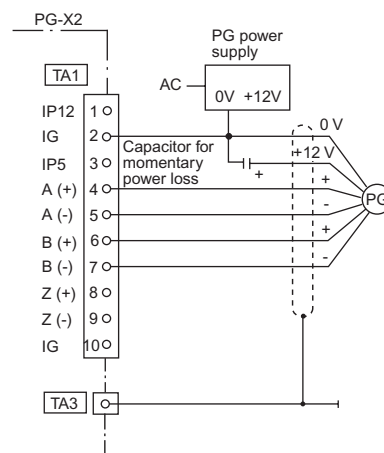 PG-X2
PG power
supply
AC
0V +12V
TA1
IP12 1
IG 2
IP5 3
A (+) 4
A (-) 5
B (+) 6
B (-) 7
Z (+) 8
Z (-) 9
IG 10
Capacitor for
momentary
power loss
+
0 V
+12 V
+
-
+
-
PG
TA3